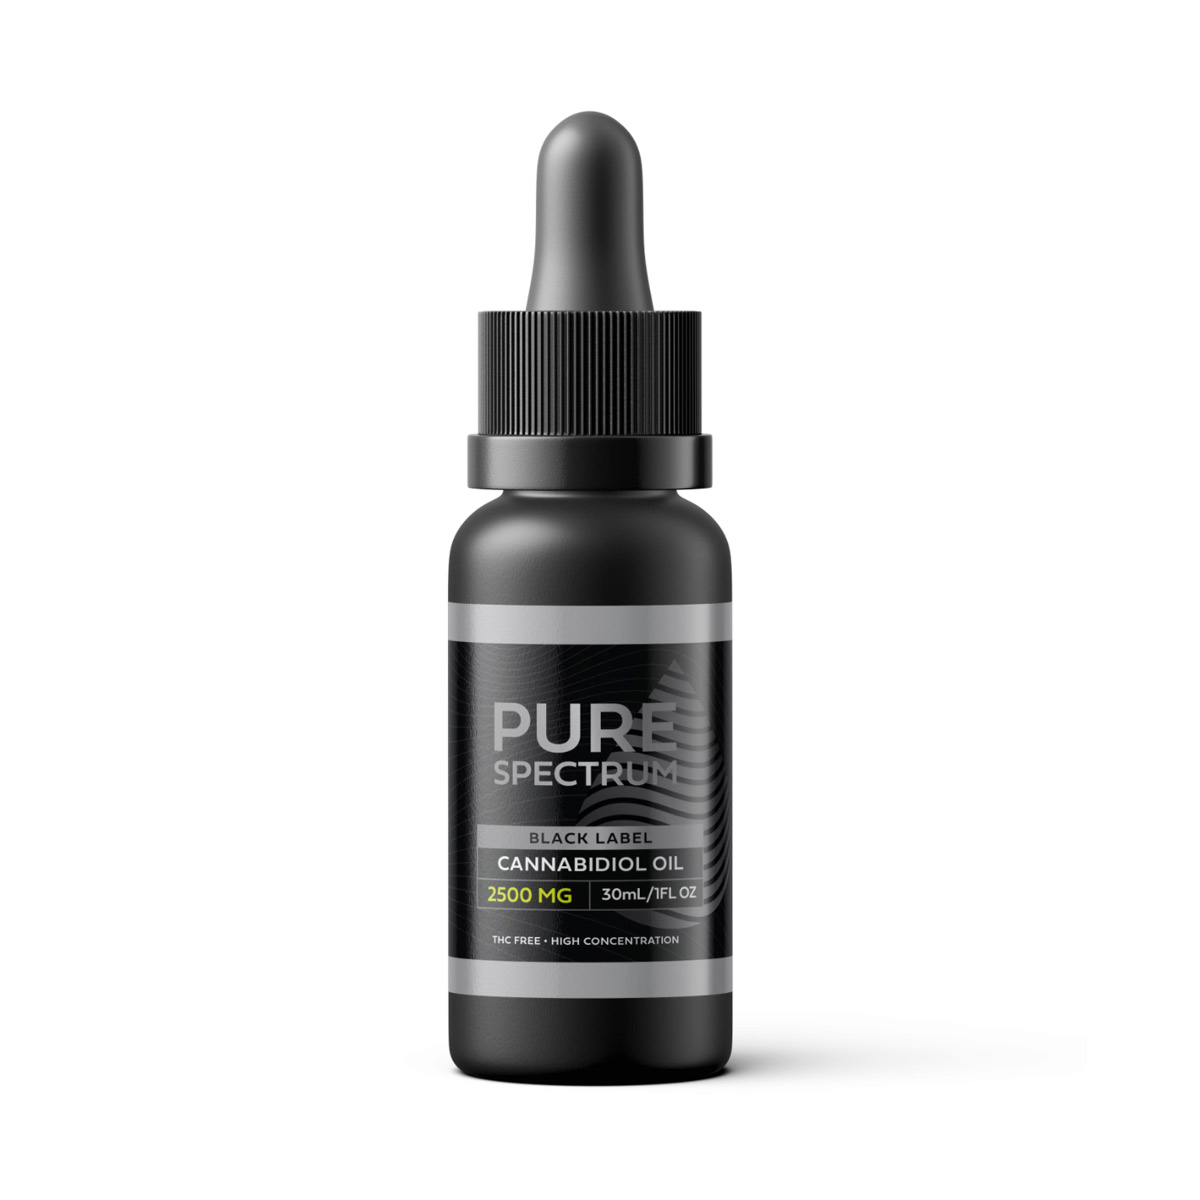 PURE
SPECTRUM
BLACK LABEL
CANNABIDIOL OIL
2500 MG 30mL/1FL OZ
THC FREE • HIGH CONCENTRATION